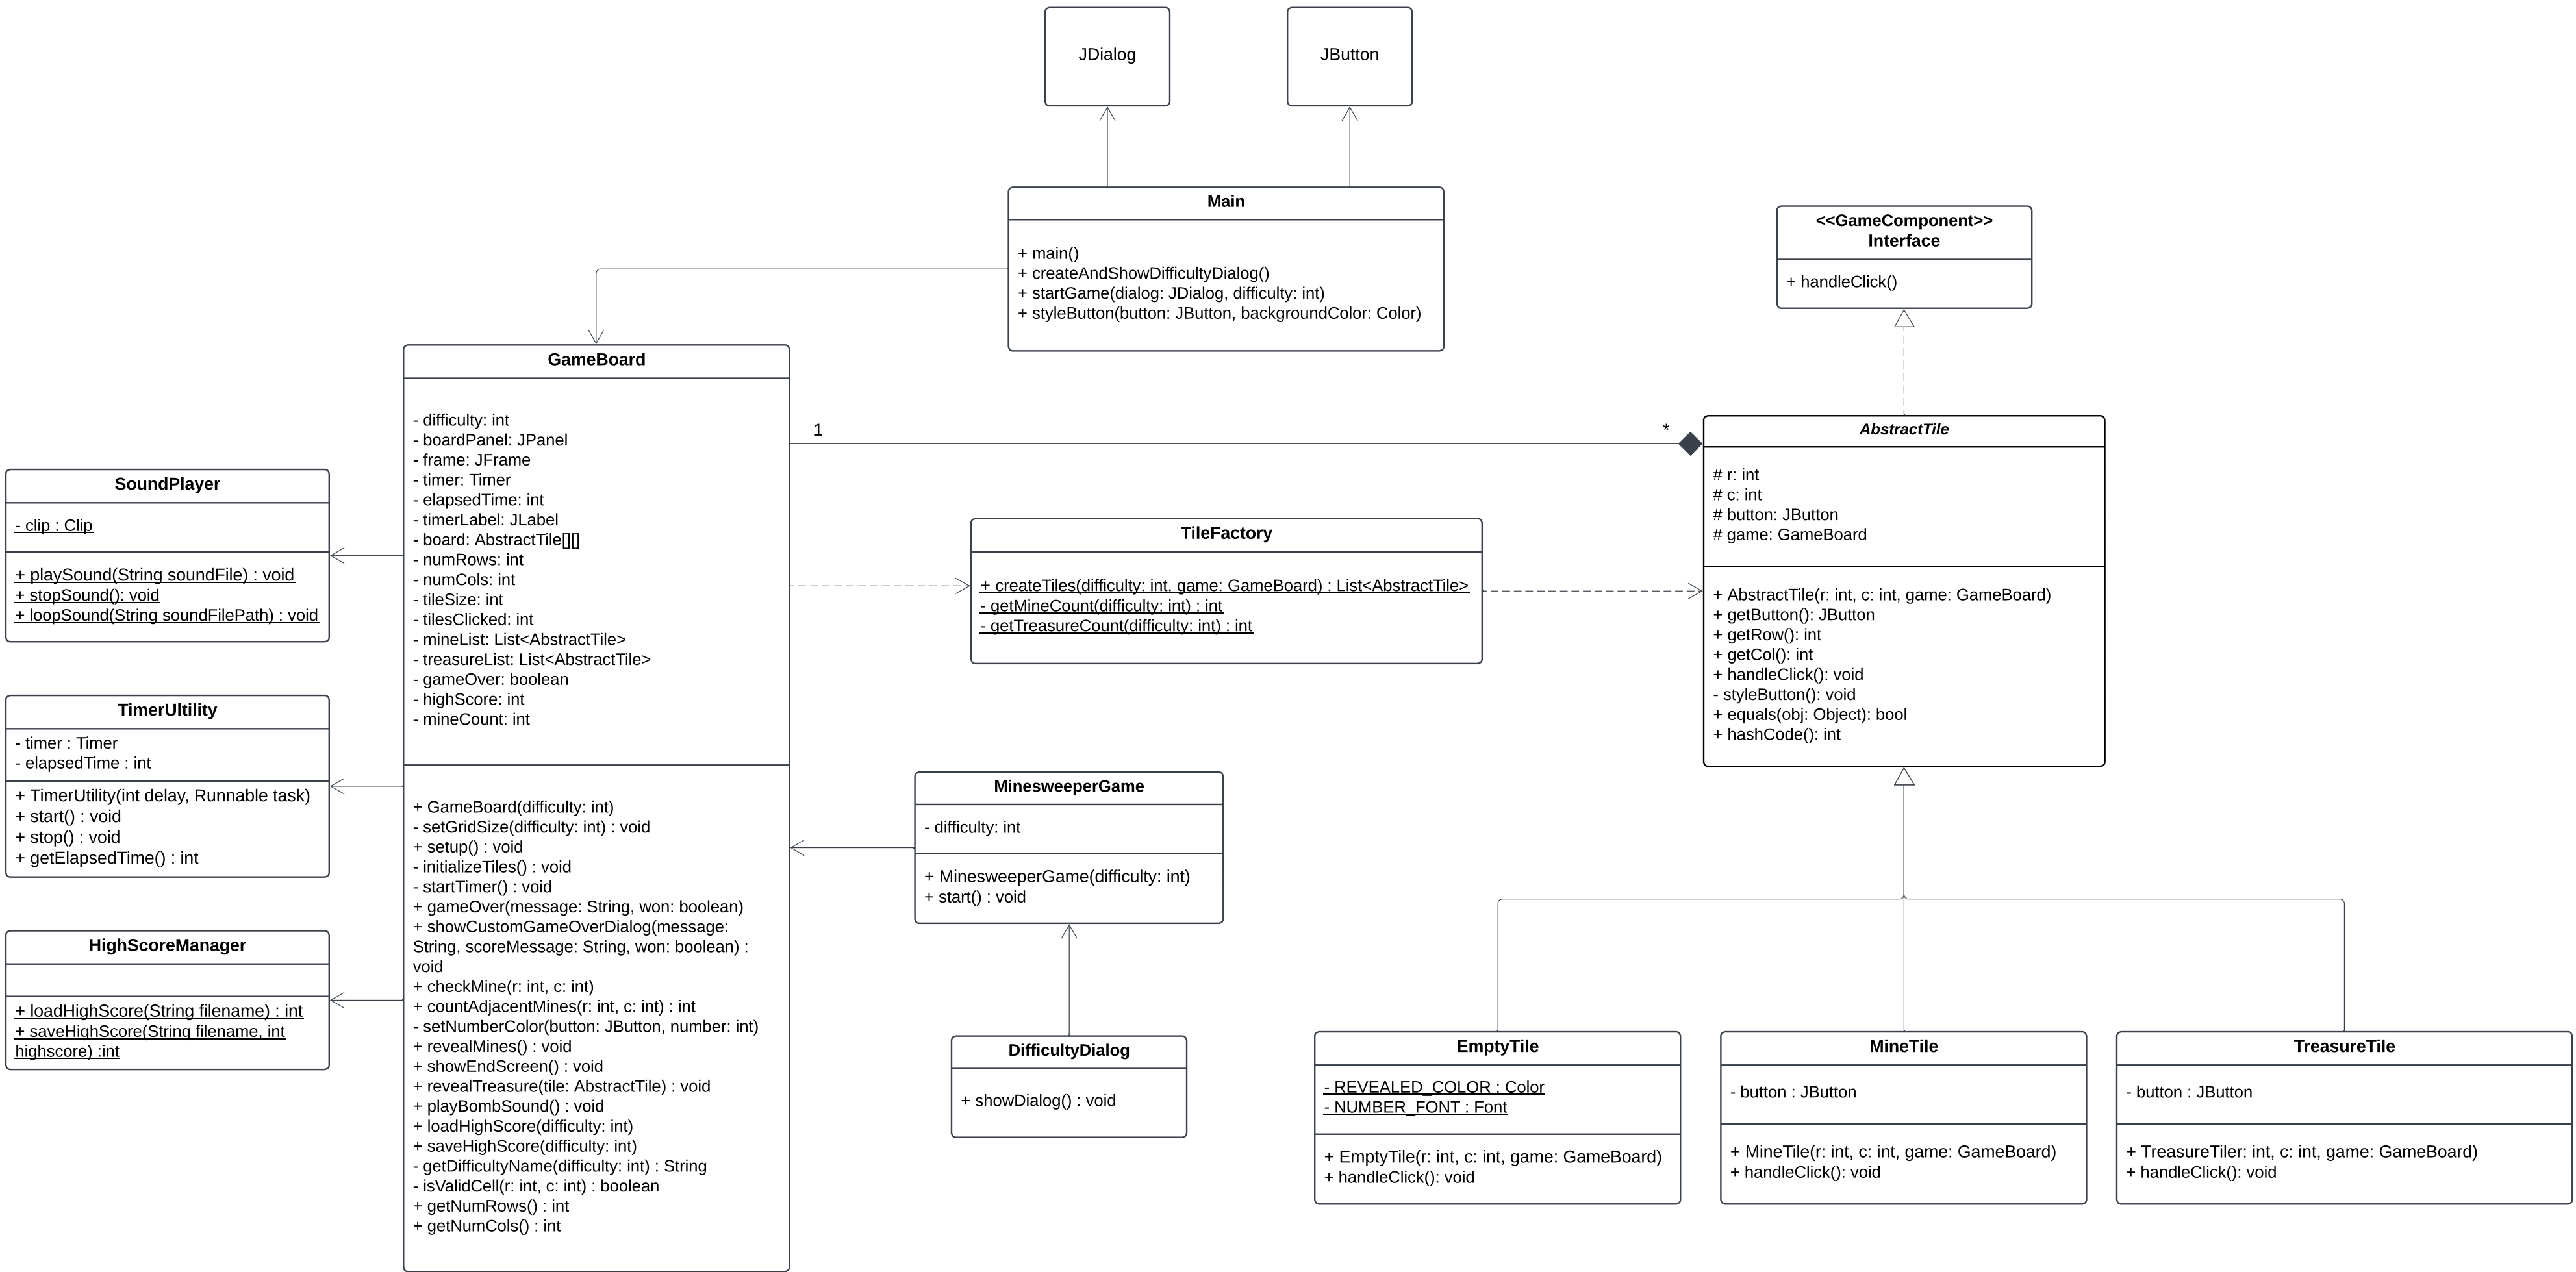 JDialog
JButton
Main
+ main()
+ createAndShowDifficultyDialog()
+ startGame(dialog: JDialog, difficulty: int)
+ styleButton(button: JButton, backgroundColor: Color)
<<GameComponent>>
Interface
+ handleClick()
GameBoard
- difficulty: int
- boardPanel: JPanel
- frame: JFrame
- timer: Timer
- elapsedTime: int
- timerLabel: JLabel
- board: AbstractTile[][]
- numRows: int
- numCols: int
- tileSize: int
- tilesClicked: int
- mineList: List<AbstractTile>
- treasureList: List<AbstractTile>
- gameOver: boolean
- highScore: int
- mineCount: int
+ GameBoard(difficulty: int)
- setGridSize(difficulty: int) : void
+ setup() : void
- initializeTiles() : void
- startTimer() : void
+ gameOver(message: String, won: boolean)
+ showCustomGameOverDialog(message:
String, scoreMessage: String, won: boolean) :
void
+ checkMine(r: int, c: int)
+ countAdjacentMines(r: int, c: int) : int
- setNumberColor(button: JButton, number: int)
+ revealMines() : void
+ showEndScreen() : void
+ revealTreasure(tile: AbstractTile) : void
+ playBombSound() : void
+ loadHighScore(difficulty: int)
+ saveHighScore(difficulty: int)
- getDifficultyName(difficulty: int) : String
- isValidCell(r: int, c: int) : boolean
+ getNumRows() : int
+ getNumCols() : int
1
*
AbstractTile
# r: int
# c: int
# button: JButton
# game: GameBoard
+ AbstractTile(r: int, c: int, game: GameBoard)
+ getButton(): JButton
+ getRow(): int
+ getCol(): int
+ handleClick(): void
- styleButton(): void
+ equals(obj: Object): bool
+ hashCode(): int
SoundPlayer
- clip : Clip
+ playSound(String soundFile) : void
+ stopSound(): void
+ loopSound(String soundFilePath) : void
TileFactory
+ createTiles(difficulty: int, game: GameBoard) : List<AbstractTile>
- getMineCount(difficulty: int) : int
- getTreasureCount(difficulty: int) : int
TimerUltility
- timer : Timer
- elapsedTime : int
+ TimerUtility(int delay, Runnable task)
+ start() : void
+ stop() : void
+ getElapsedTime() : int
MinesweeperGame
- difficulty: int
+ MinesweeperGame(difficulty: int)
+ start() : void
HighScoreManager
+ loadHighScore(String filename) : int
+ saveHighScore(String filename, int
highscore) :int
DifficultyDialog
+ showDialog() : void
EmptyTile
- REVEALED_COLOR : Color
- NUMBER_FONT : Font
+ EmptyTile(r: int, c: int, game: GameBoard)
+ handleClick(): void
MineTile
- button : JButton
+ MineTile(r: int, c: int, game: GameBoard)
+ handleClick(): void
TreasureTile
- button : JButton
+ TreasureTiler: int, c: int, game: GameBoard)
+ handleClick(): void